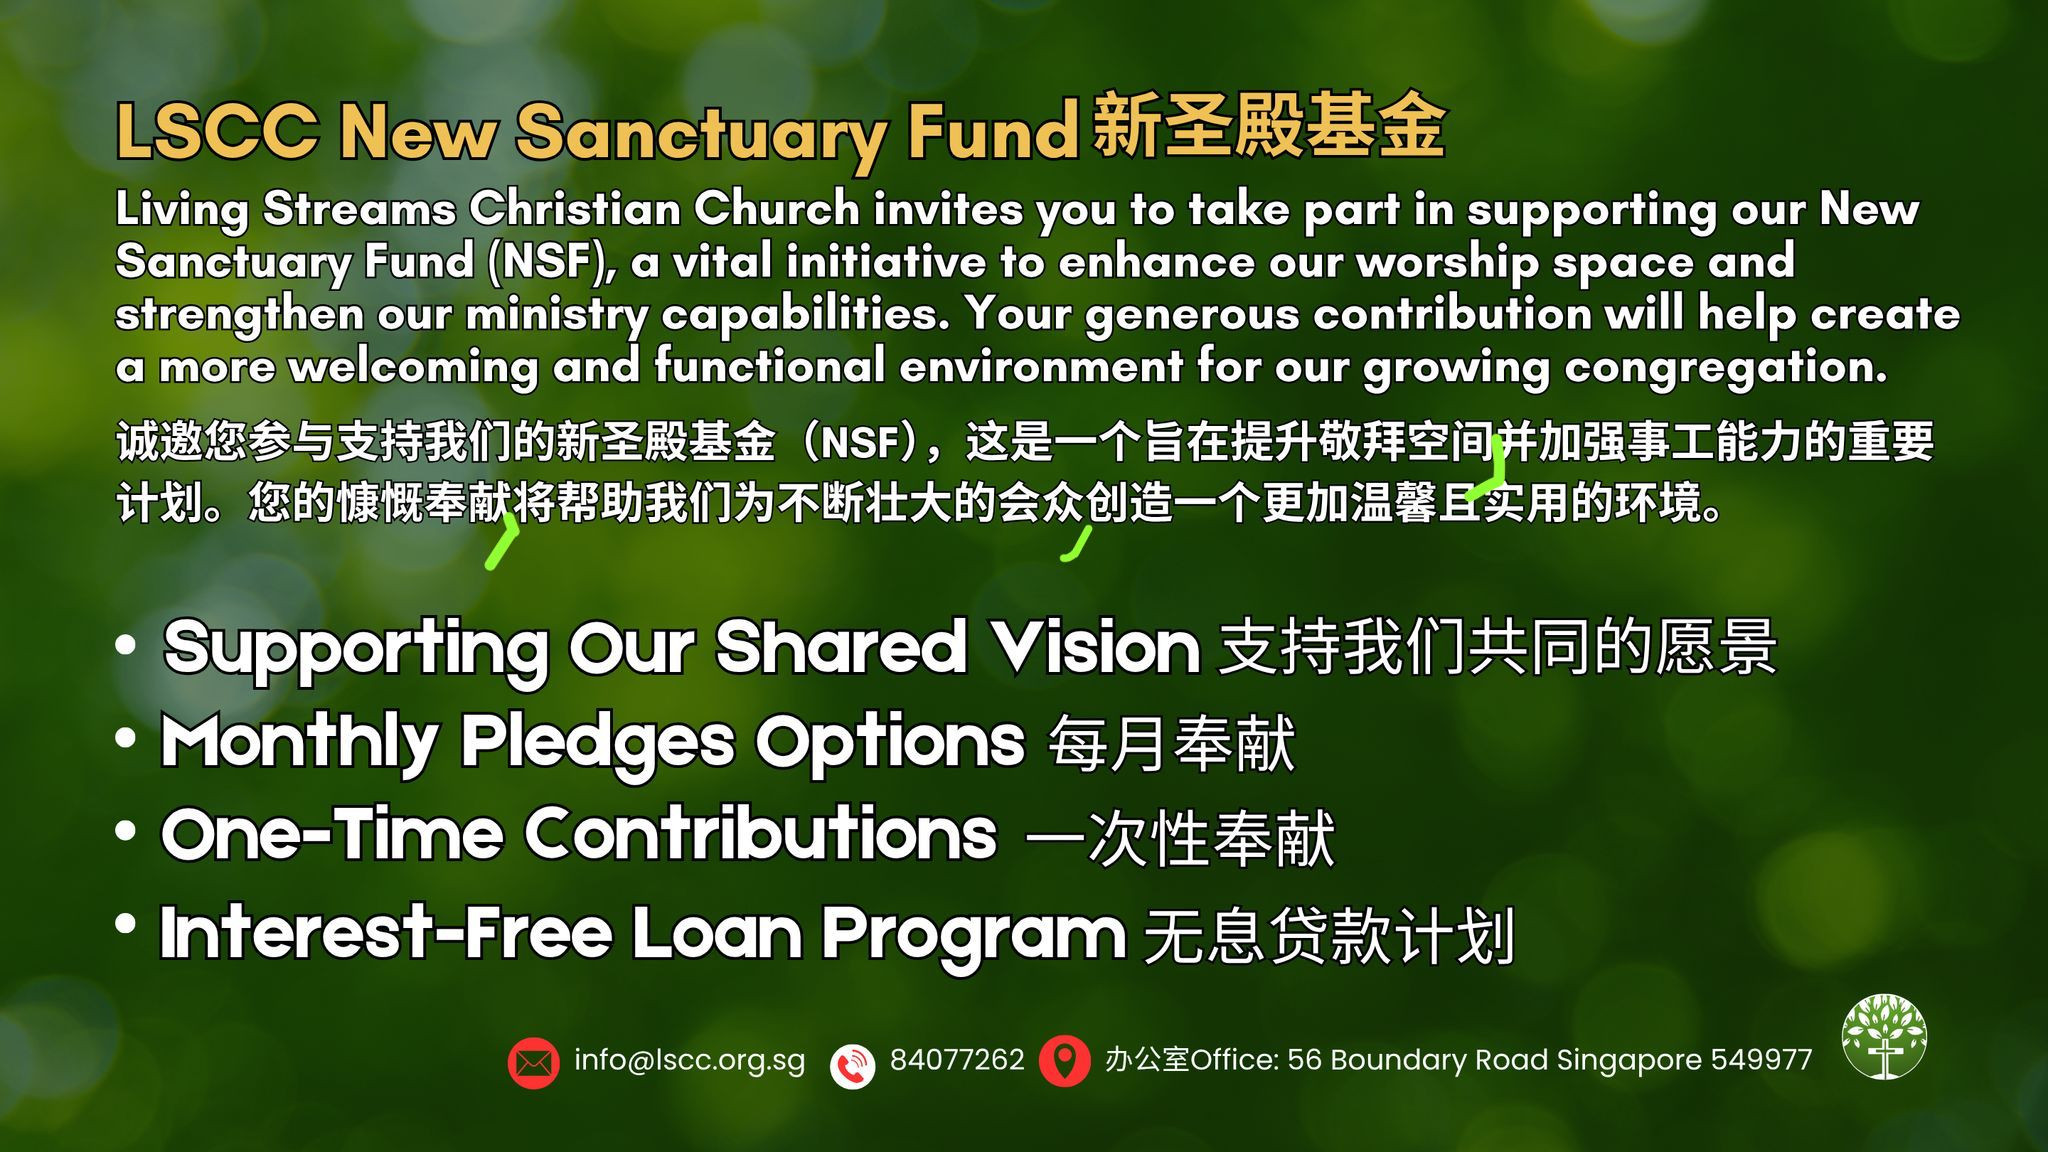 LSCC New Sanctuary Fund 新圣殿基金
Living Streams Christian Church invites you to take part in supporting our New
Sanctuary Fund (NSF), a vital initiative to enhance our worship space and
strengthen our ministry capabilities. Your generous contribution will help create
a more welcoming and functional environment for our growing congregation.
诚邀您参与支持我们的新圣殿基金（NSF），这是一个旨在提升敬拜空间并加强事工能力的重要
计划。您的慷慨奉献将帮助我们为不断壮大的会众创造一个更加温馨且实用的环境。
• Supporting Our Shared Vision 支持我们共同的愿景
• Monthly Pledges Options 每月奉献
• One-Time Contributions 一次性奉献
• Interest-Free Loan Program 无息贷款计划
info@lscc.org.sg 84077262 办公室Office: 56 Boundary Road Singapore 549977